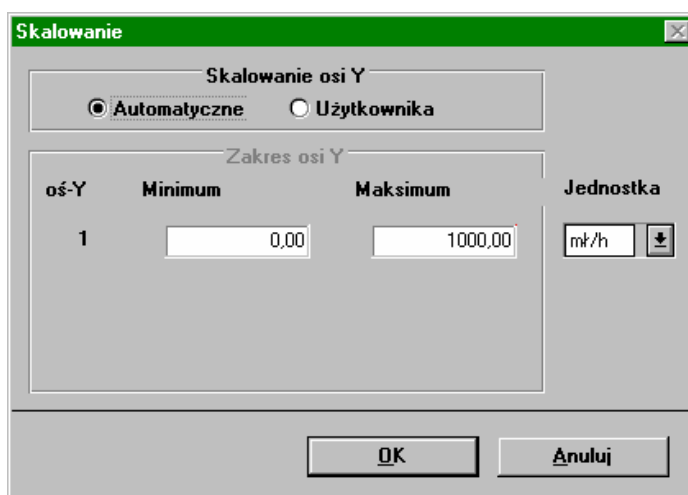 Skalowanie
Skalowanie osi Y
Automatyczne Użytkownika
Zakres osi Y
oś-Y Minimum Maksimum Jednostka
1 0,00 1000,00 mł/h
OK Anuluj